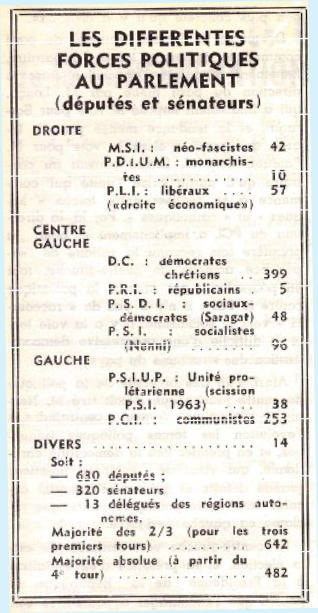 LES DIFFERENTES
FORCES POLITIQUES
AU PARLEMENT
(députés et sénateurs)
DROITE
M.S.I. : néo-fascistes 42
P.D.I.U.M. : monarchis-
tes ............ 10
P.L.I. : libéraux .... 57
(«droite économique»)
CENTRE
GAUCHE
D.C. : démocrates
chrétiens .. 399
P.R.I. : républicains 5
P. S. D. I. : sociaux-
démocrates (Saragat) 48
P. S. I. : socialistes
(Nenni) ........ 96
GAUCHE
P.S.I.U.P. : Unité pro-
létarienne (scission
P.S.I. 1963) .... 38
P.C.I. : communistes 253
DIVERS ................ 14
Soit :
— 630 députés ;
— 320 sénateurs
— 13 délégués des régions auto-
nomes.
Majorité des 2/3 (pour les trois
premiers tours) .......... 642
Majorité absolue (à partir du
4e tour) ................ 482